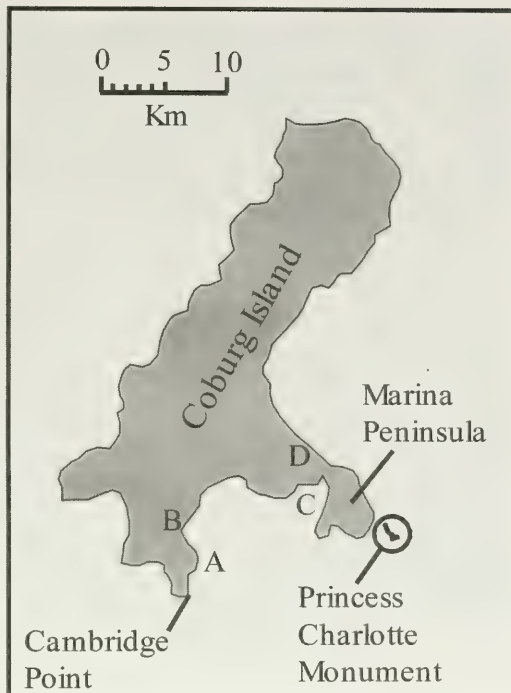 0 5 10
Km
Coburg Island
Marina
Peninsula
D
C
B
A
Cambridge
Point
Princess
Charlotte
Monument